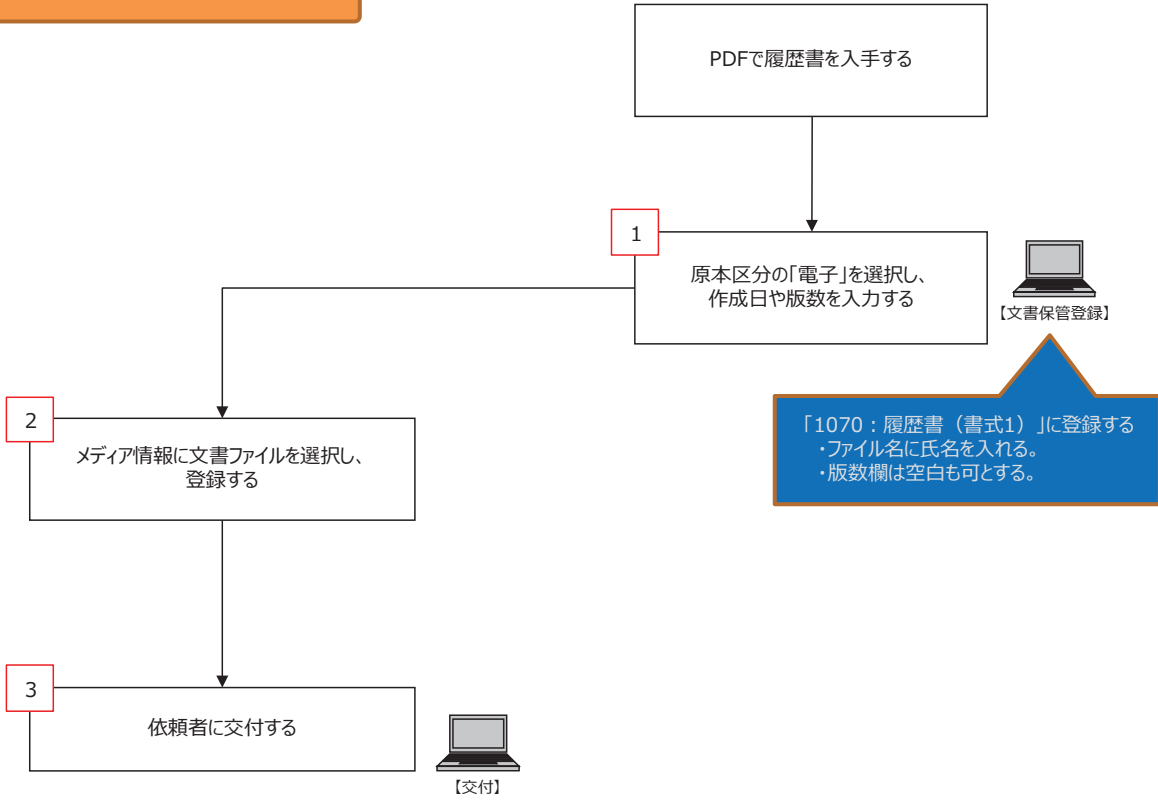 PDFで履歴書を入手する
1
原本区分の「電子」を選択し、
作成日や版数を入力する
【文書保管登録】
「1070：履歴書（書式1）」に登録する
・ファイル名に氏名を入れる。
・版数欄は空白も可とする。
2
メディア情報に文書ファイルを選択し、
登録する
3
依頼者に交付する
【交付】